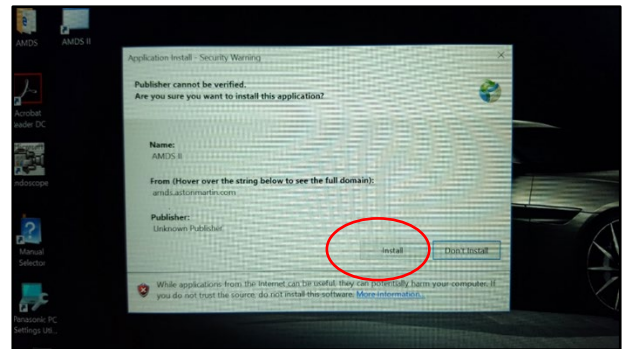 AMDS
AMDS II
Application Install - Security Warning
Publisher cannot be verified.
Are you sure you want to install this application?
Name:
AMDS II
From (Hover over the string below to see the full domain):
amds.astonmartin.com
Publisher:
Unknown Publisher
Install
Don't Install
While applications from the Internet can be useful, they can potentially harm your computer. If
you do not trust the source, do not install this software. More Information...
Acrobat
eader DC
ndoscope
Manual
Selector
Panasonic PC
Settings Uti...